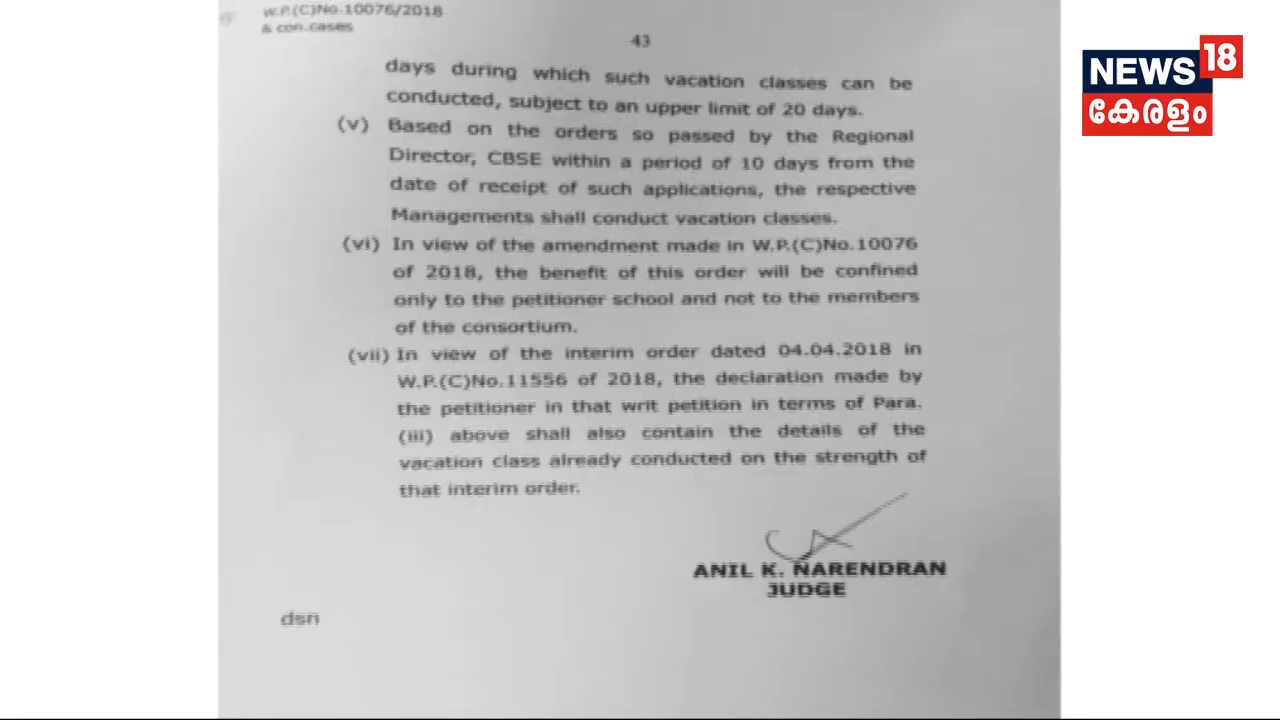 W.P.(C)No.10076/2018
& con.cases
43
days during which such vacation classes can be
conducted, subject to an upper limit of 20 days.
(v) Based on the orders so passed by the Regional
Director, CBSE within a period of 10 days from the
date of receipt of such applications, the respective
Managements shall conduct vacation classes.
(vi) In view of the amendment made in W.P.(C)No.10076
of 2018, the benefit of this order will be confined
only to the petitioner school and not to the members
of the consortium.
(vii) In view of the interim order dated 04.04.2018 in
W.P.(C)No.11556 of 2018, the declaration made by
the petitioner in that writ petition in terms of Para.
(iii) above shall also contain the details of the
vacation class already conducted on the strength of
that interim order.
ANIL K. NARENDRAN
JUDGE
dsn
NEWS 18
കേരളം